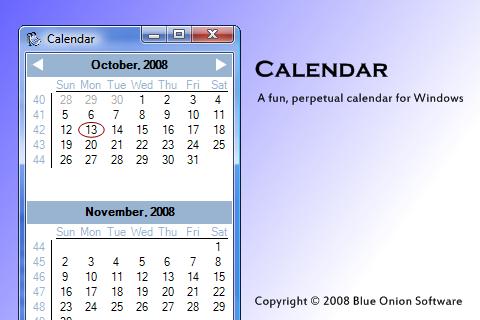 Calendar
October, 2008
Sun Mon Tue Wed Thu Fri Sat
40 28 29 30 1 2 3 4
41 5 6 7 8 9 10 11
42 12 13 14 15 16 17 18
43 19 20 21 22 23 24 25
44 26 27 28 29 30 31
November, 2008
Sun Mon Tue Wed Thu Fri Sat
44 1
45 2 3 4 5 6 7 8
46 9 10 11 12 13 14 15
47 16 17 18 19 20 21 22
48 23 24 25 26 27 28 29
CALENDAR
A fun, perpetual calendar for Windows
Copyright © 2008 Blue Onion Software